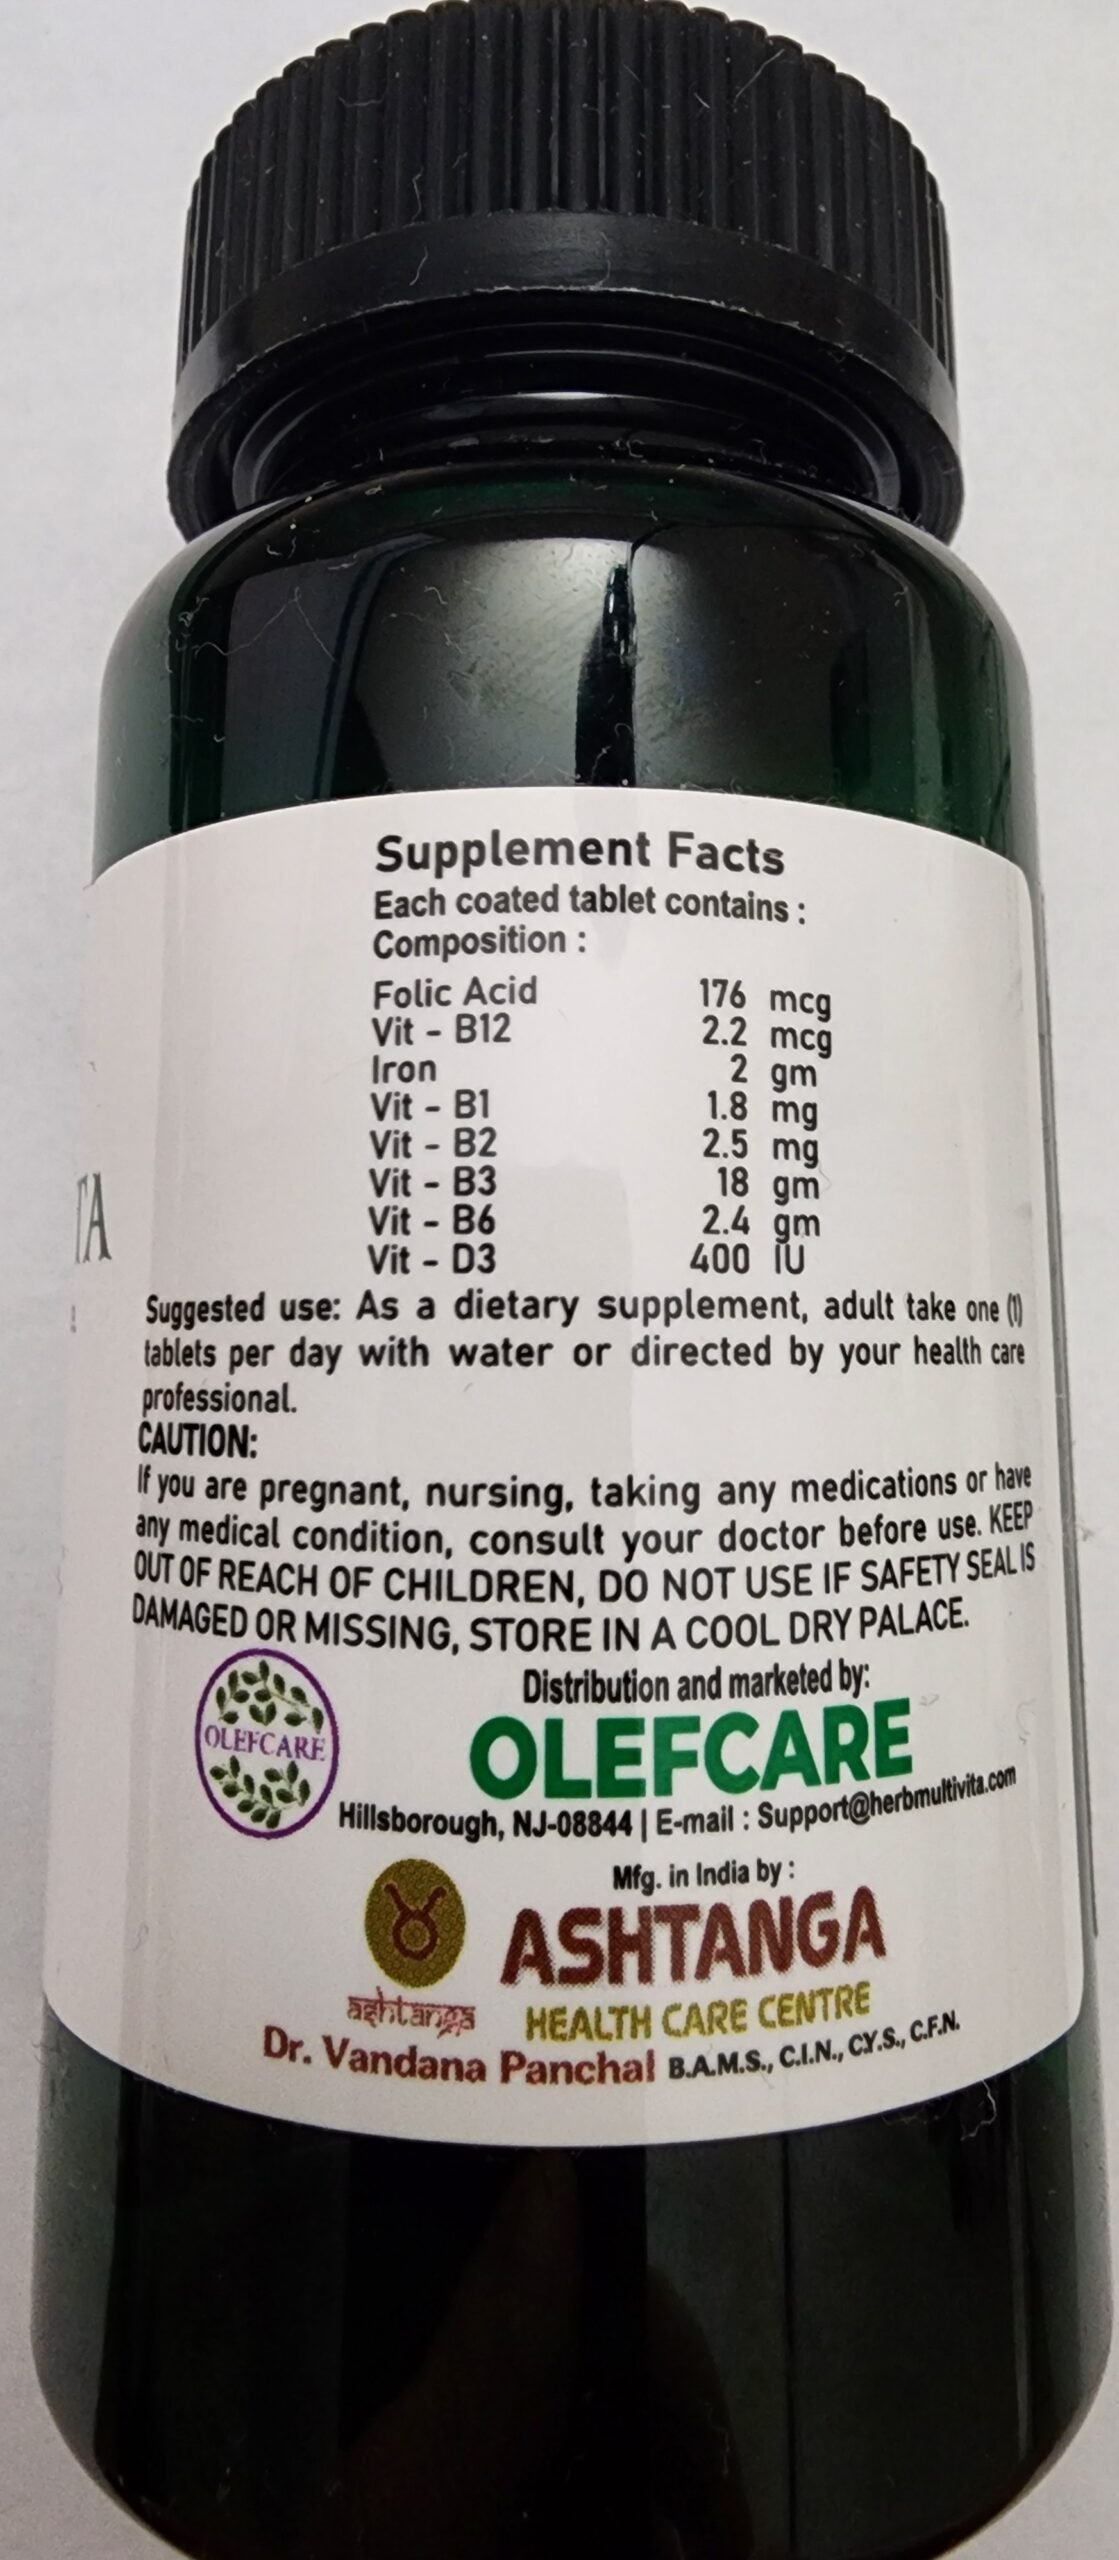 Supplement Facts
Each coated tablet contains :
Composition :
Folic Acid 176 mcg
Vit - B12 2.2 mcg
Iron 2 gm
Vit - B1 1.8 mg
Vit - B2 2.5 mg
Vit - B3 18 gm
Vit - B6 2.4 gm
Vit - D3 400 IU
TA
Suggested use: As a dietary supplement, adult take one (1)
tablets per day with water or directed by your health care
professional.
CAUTION:
If you are pregnant, nursing, taking any medications or have
any medical condition, consult your doctor before use. KEEP
OUT OF REACH OF CHILDREN, DO NOT USE IF SAFETY SEAL IS
DAMAGED OR MISSING, STORE IN A COOL DRY PALACE.
OLEFCARE
Distribution and marketed by:
OLEFCARE
Hillsborough, NJ-08844 | E-mail : Support@herbmultivita.com
Mfg. in India by :
ASHTANGA
HEALTH CARE CENTRE
ashtanga
Dr. Vandana Panchal B.A.M.S., C.I.N., C.Y.S., C.F.N.